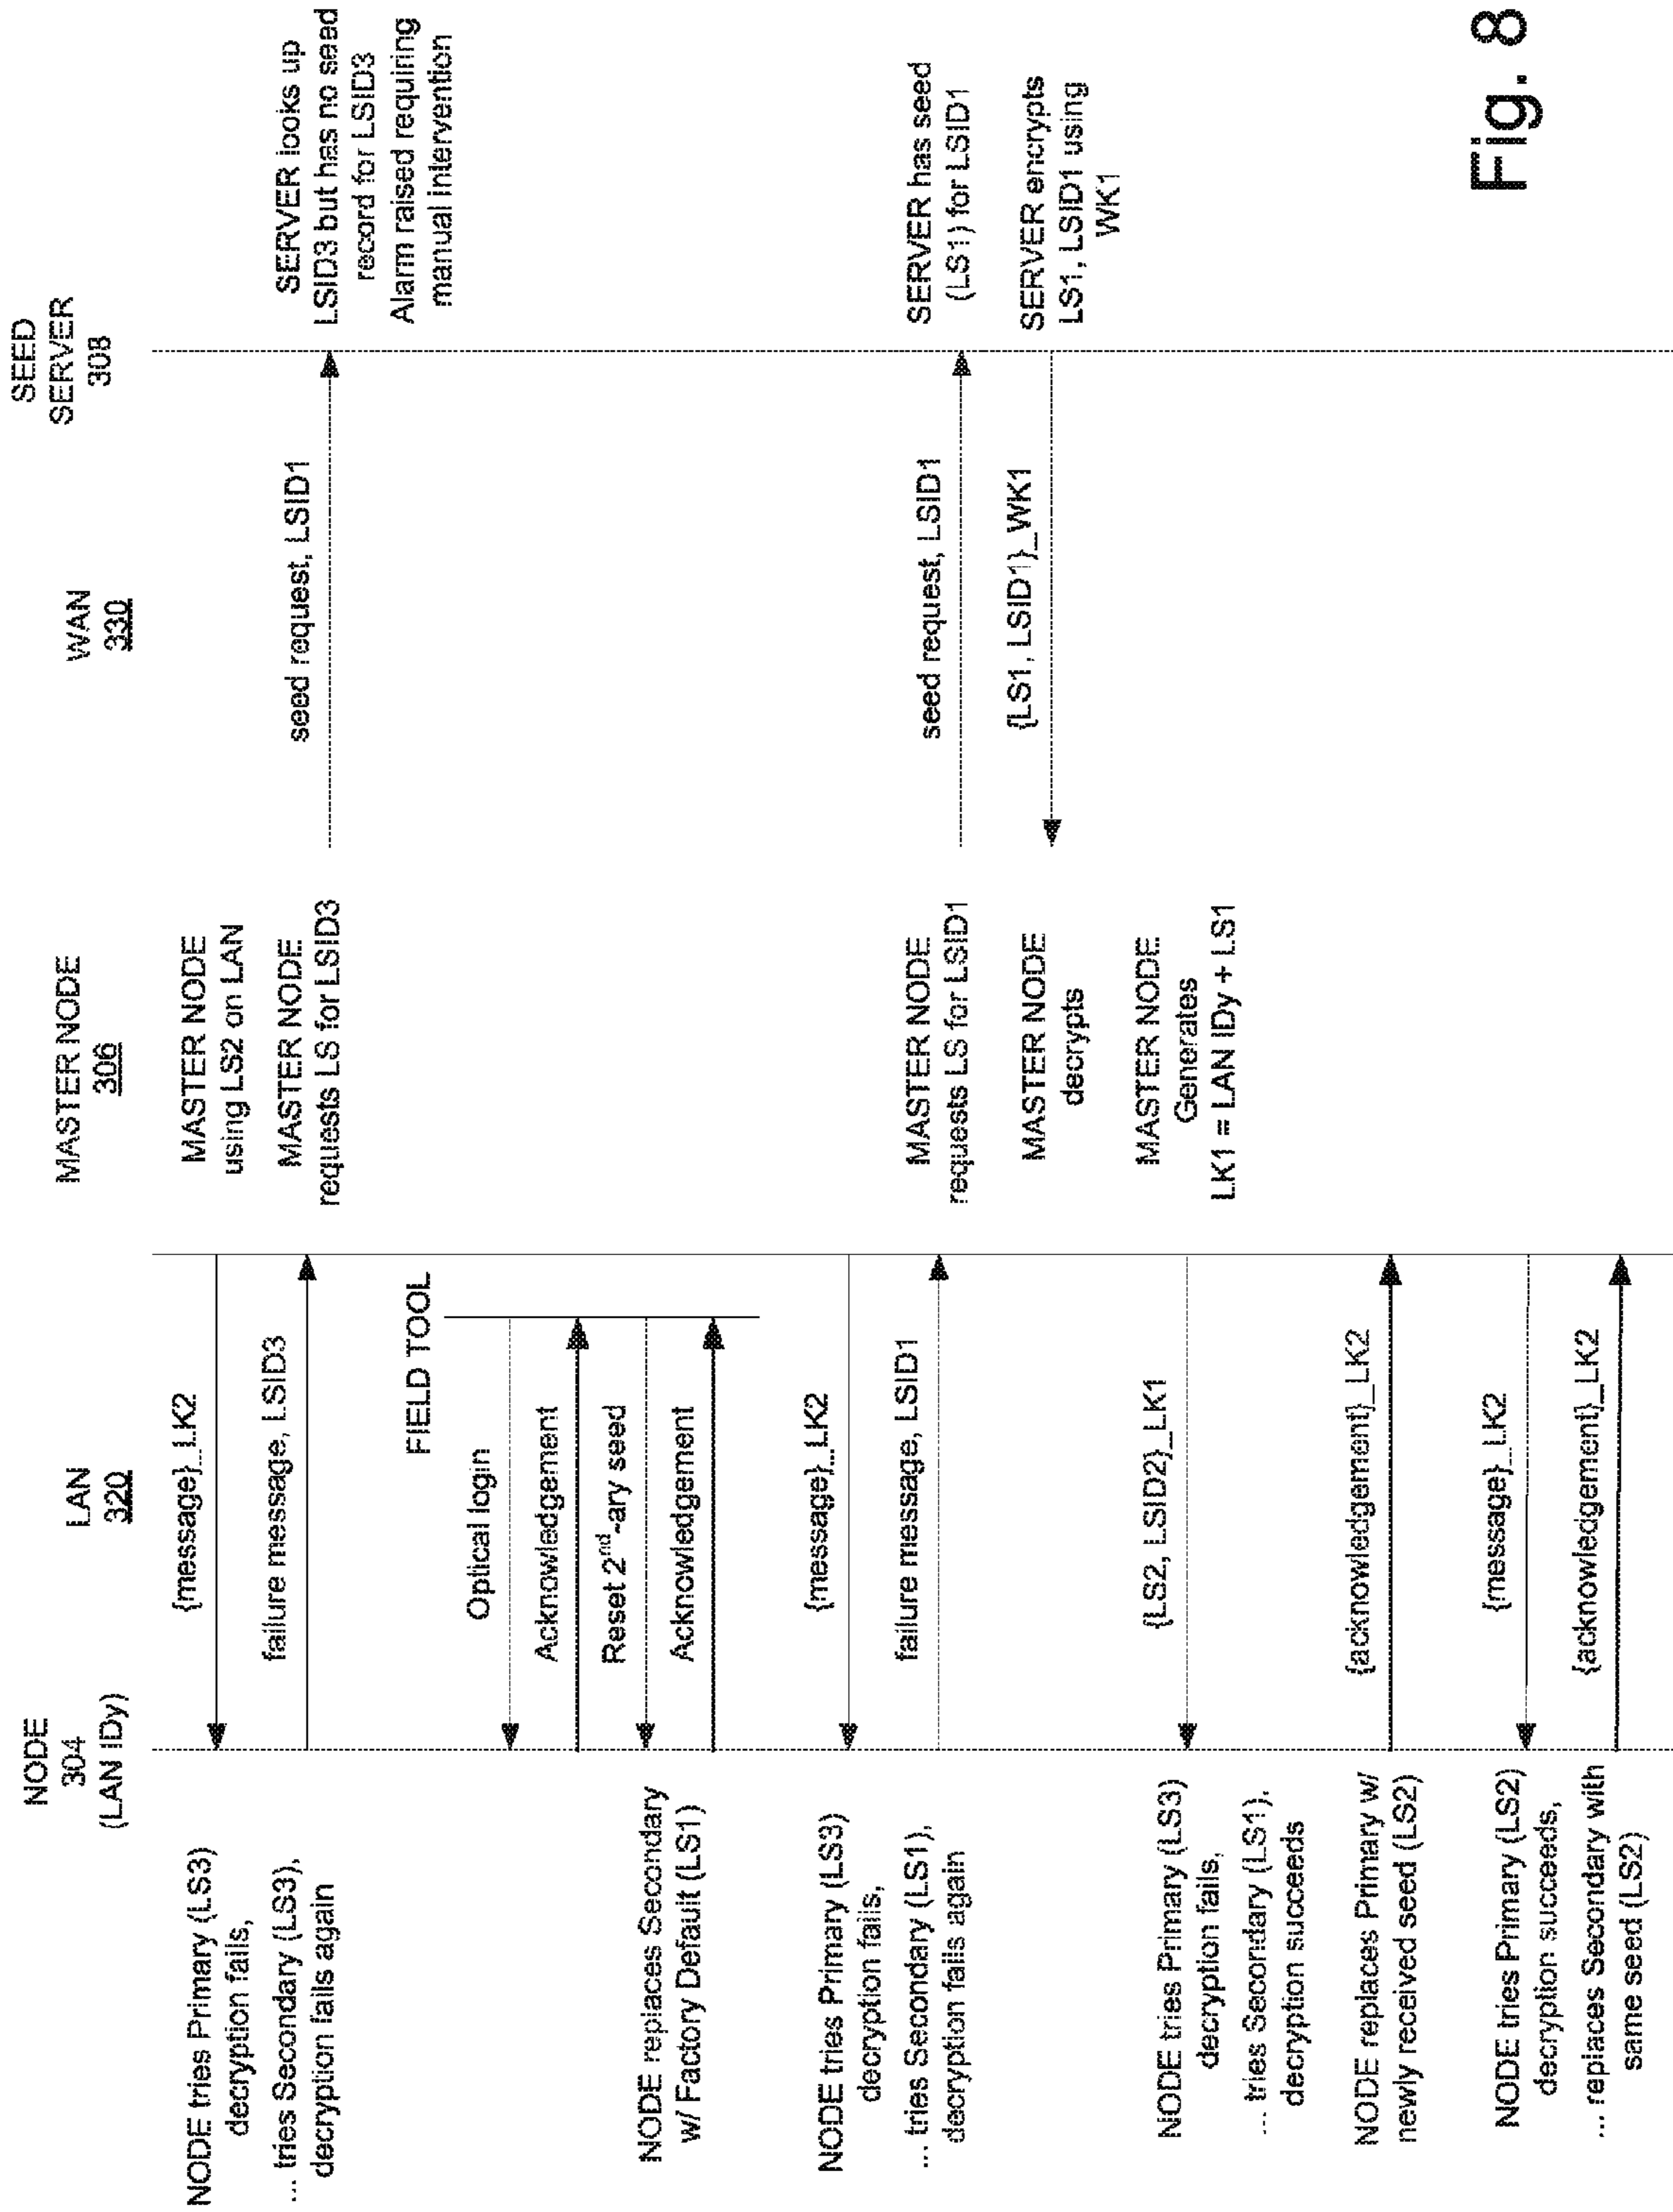 NODE
304
(LAN IDy)
LAN
320
MASTER NODE
306
WAN
330
SEED
SERVER
308
NODE tries Primary (LS3)
decryption fails,
... tries Secondary (LS3),
decryption fails again
{message}_LK2
failure message, LSID3
MASTER NODE
using LS2 on LAN
MASTER NODE
requests LS for LSID3
seed request, LSID1
SERVER looks up
LSID3 but has no seed
record for LSID3
Alarm raised requiring
manual intervention
FIELD TOOL
Optical login
Acknowledgement
Reset 2nd-ary seed
Acknowledgement
NODE replaces Secondary
w/ Factory Default (LS1)
{message}_LK2
NODE tries Primary (LS3)
decryption fails,
... tries Secondary (LS1),
decryption fails again
failure message, LSID1
MASTER NODE
requests LS for LSID1
seed request, LSID1
SERVER has seed
(LS1) for LSID1
SERVER encrypts
LS1, LSID1 using
WK1
{LS1, LSID1}_WK1
MASTER NODE
decrypts
MASTER NODE
Generates
LK1 = LAN IDy + LS1
{LS2, LSID2}_LK1
NODE tries Primary (LS3)
decryption fails,
... tries Secondary (LS1),
decryption succeeds
NODE replaces Primary w/
newly received seed (LS2)
{acknowledgement}_LK2
{message}_LK2
NODE tries Primary (LS2)
decryption succeeds,
... replaces Secondary with
same seed (LS2)
{acknowledgement}_LK2
Fig. 8